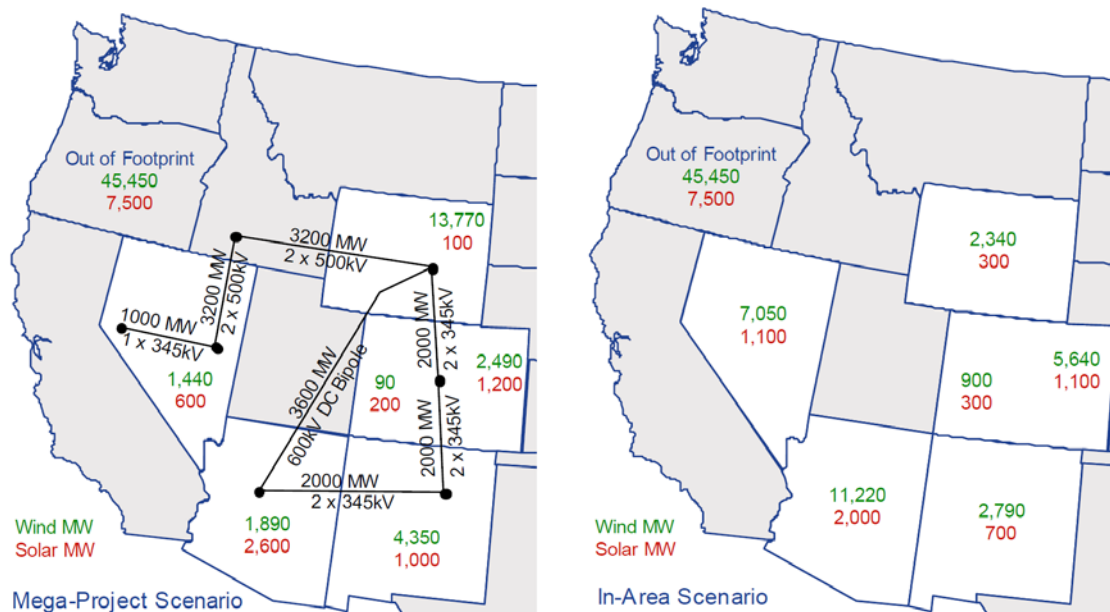 Out of Footprint
45,450
7,500
13,770
100
3200 MW
2 x 500kV
3200 MW
2 x 500kV
1000 MW
1 x 345kV
1,440
600
3600 MW
600kV DC Bipole
2000 MW
2 x 345kV
90
200
2,490
1,200
2000 MW
2 x 345kV
2000 MW
2 x 345kV
1,890
2,600
4,350
1,000
Wind MW
Solar MW
Mega-Project Scenario
Out of Footprint
45,450
7,500
2,340
300
7,050
1,100
900
300
5,640
1,100
11,220
2,000
2,790
700
Wind MW
Solar MW
In-Area Scenario